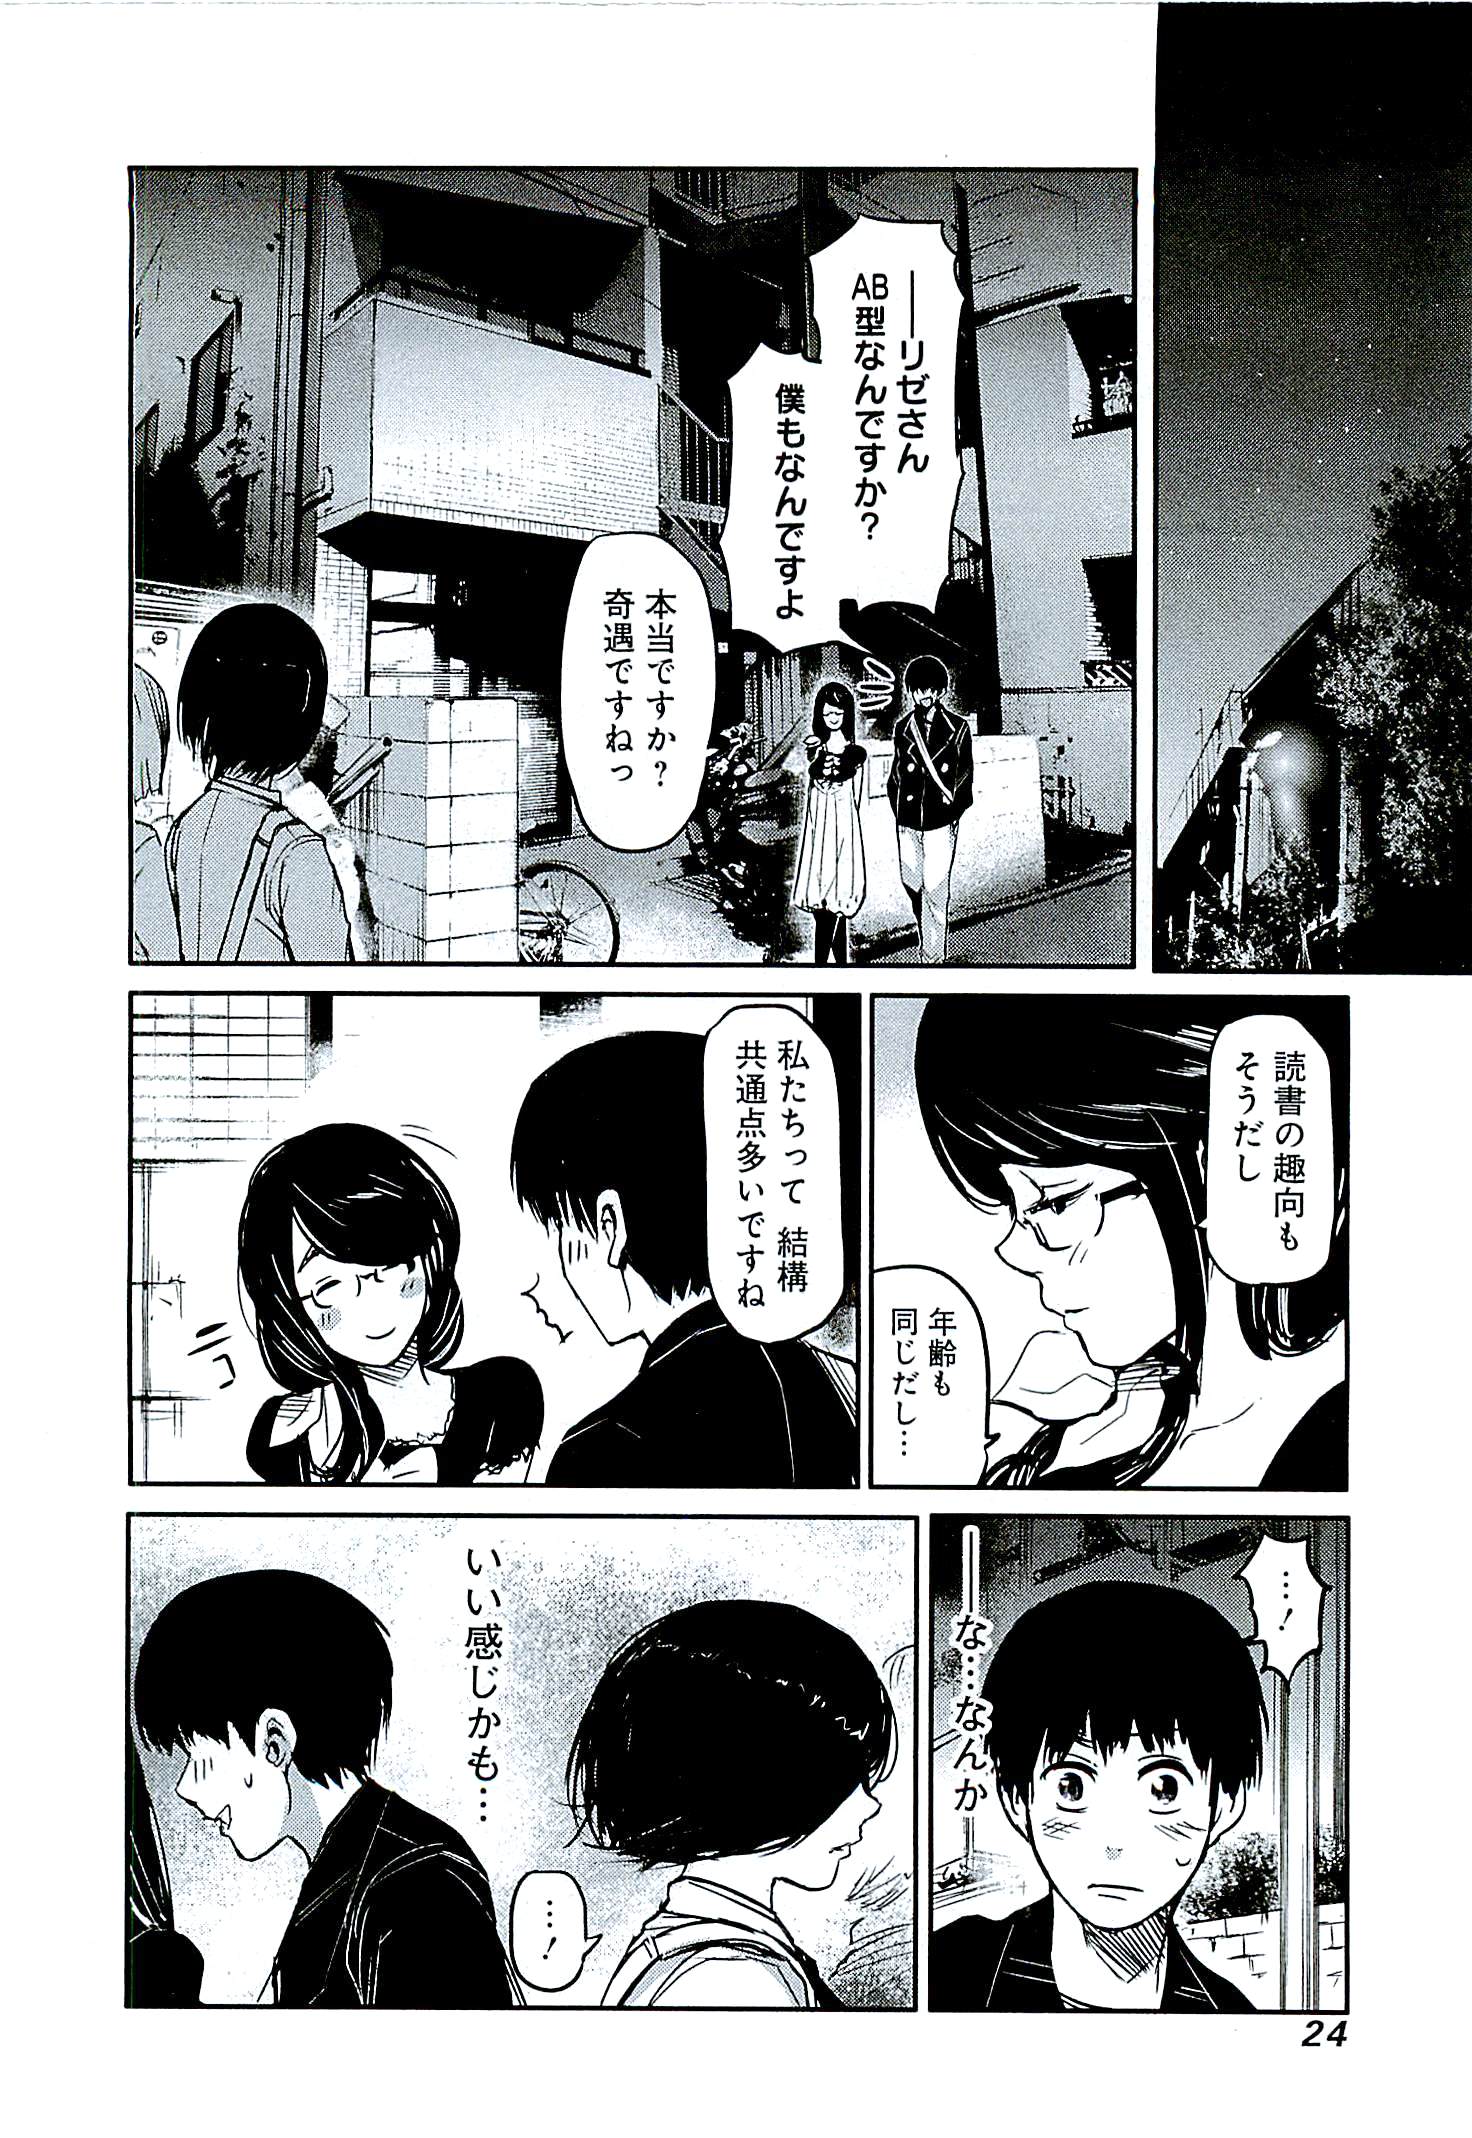 ――リゼさん
AB型なんですか?
僕もなんですよ
本当ですか?
奇遇ですねっ
読書の趣向も
そうだし
年齢も
同じだし…
私たちって 結構
共通点多いですね
ニコ
…!
――な…なんか
いい感じかも…
…!
24